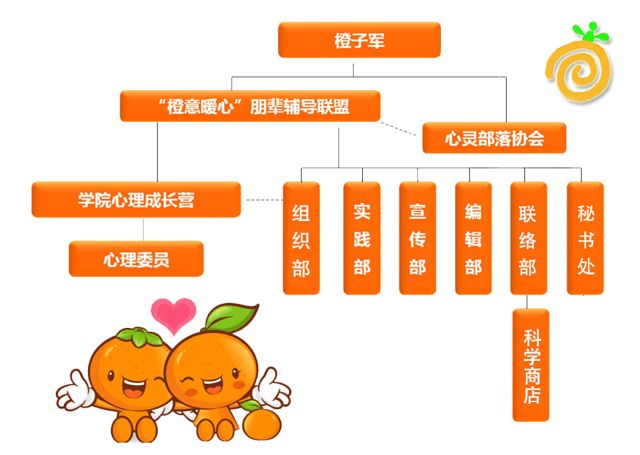 橙子军
“橙意暖心”朋辈辅导联盟
心灵部落协会
学院心理成长营
心理委员
组织部
实践部
宣传部
编辑部
联络部
秘书处
科学商店